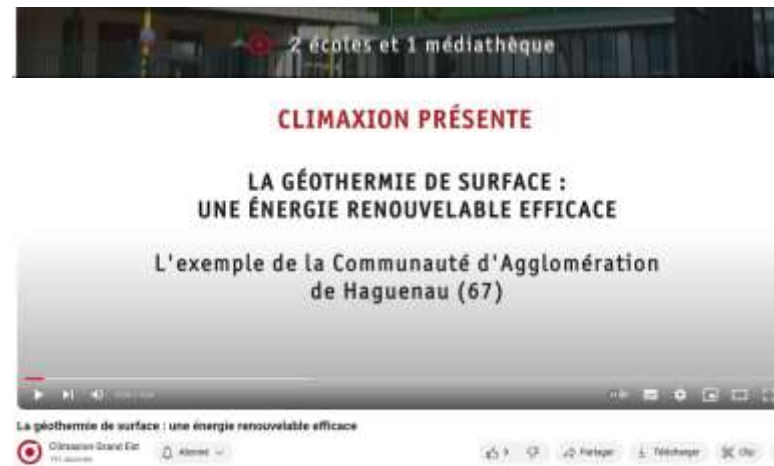 2 écoles et 1 médiathèque
CLIMAXION PRÉSENTE
LA GÉOTHERMIE DE SURFACE :
UNE ÉNERGIE RENOUVELABLE EFFICACE
L'exemple de la Communauté d'Agglomération
de Haguenau (67)
La géothermie de surface : une énergie renouvelable efficace
Climaxion Grand Est
Abonné
Partager
Télécharger
Clip